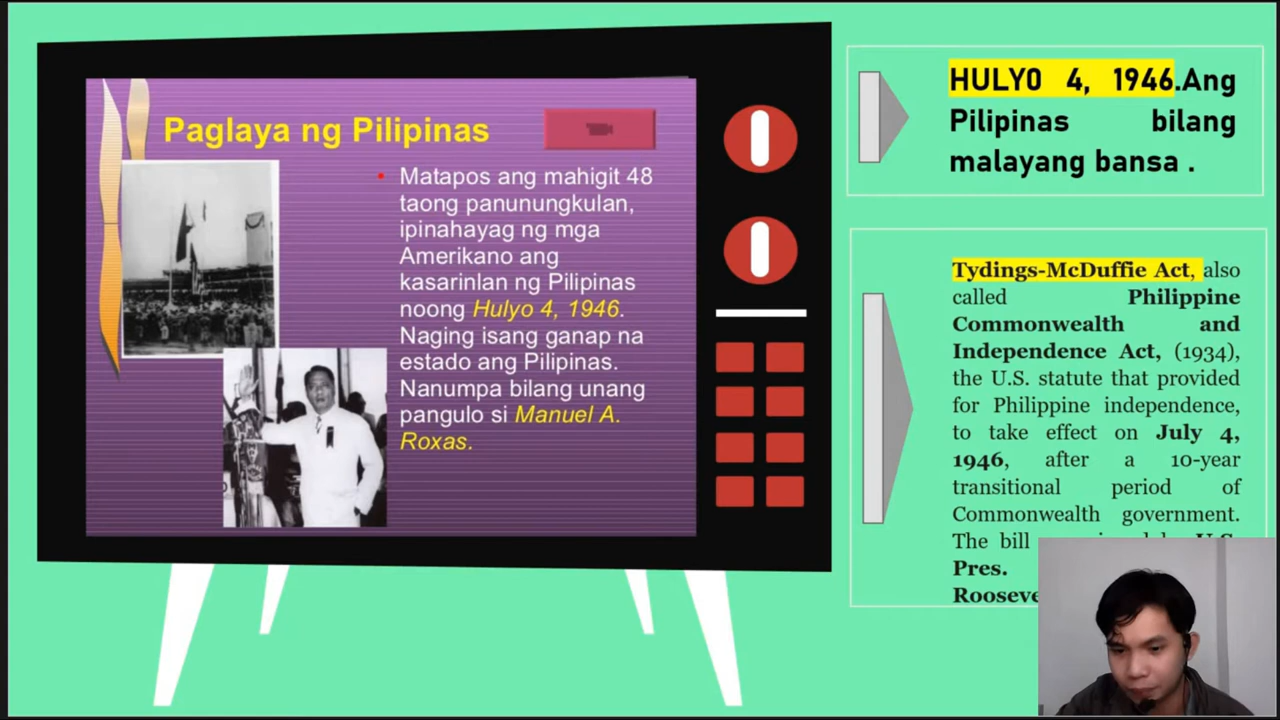 Paglaya ng Pilipinas
• Matapos ang mahigit 48
taong panunungkulan,
ipinahayag ng mga
Amerikano ang
kasarinlan ng Pilipinas
noong Hulyo 4, 1946.
Naging isang ganap na
estado ang Pilipinas.
Nanumpa bilang unang
pangulo si Manuel A.
Roxas.
HULYO 4, 1946.Ang
Pilipinas bilang
malayang bansa .
Tydings-McDuffie Act, also
called Philippine
Commonwealth and
Independence Act, (1934),
the U.S. statute that provided
for Philippine independence,
to take effect on July 4,
1946, after a 10-year
transitional period of
Commonwealth government.
The bill
Pres.